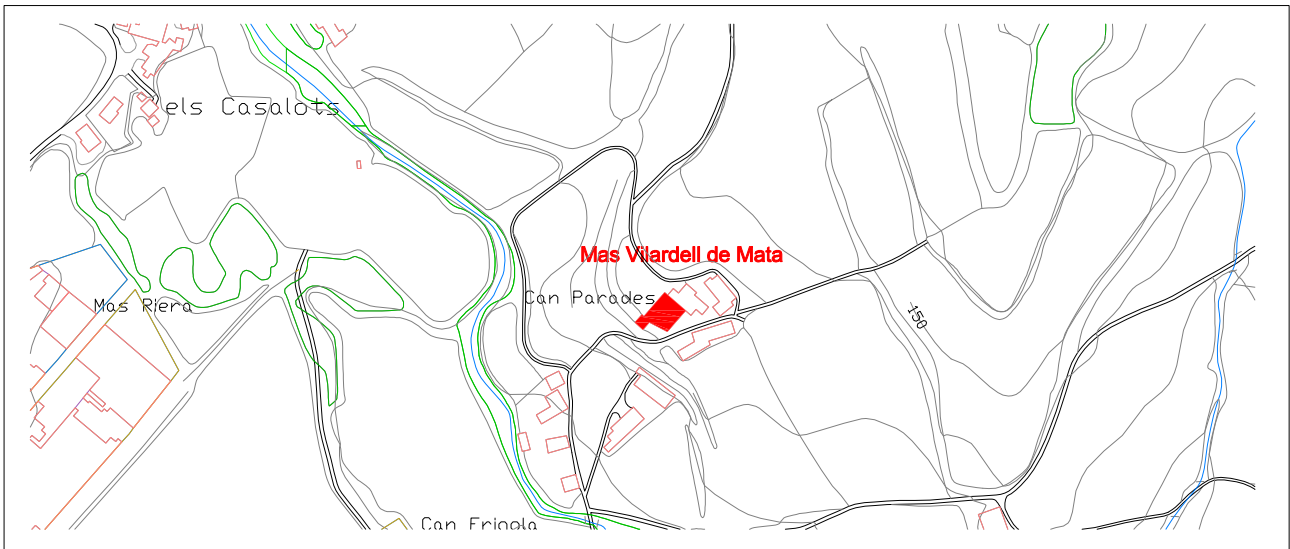 els Casalots
Mas Vilardell de Mata
Can Parades
Mas Riera
150
Can Frigola